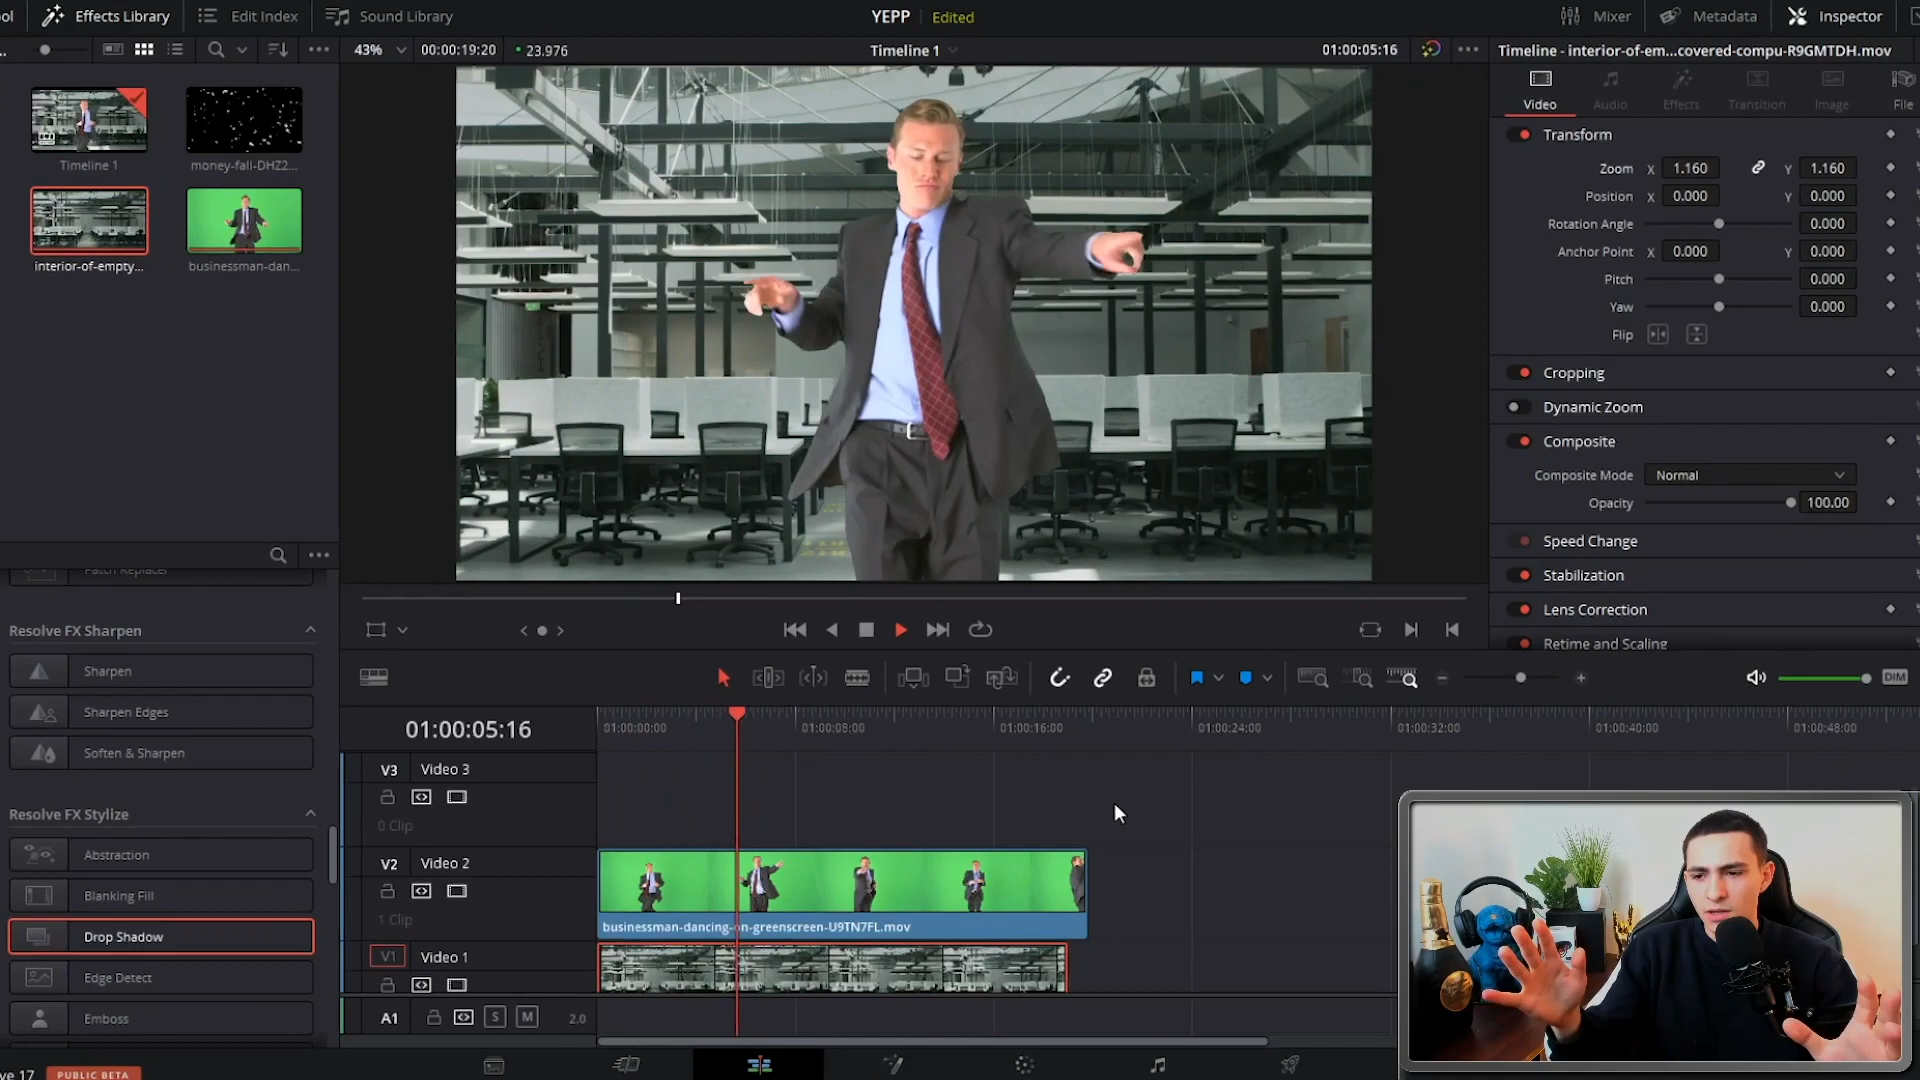 ol
Effects Library
Edit Index
Sound Library
YEPP
Edited
Mixer
Metadata
Inspector
...
43%
00:00:19:20
23.976
Timeline 1
01:00:05:16
Timeline - interior-of-em...covered-compu-R9GMTDH.mov
Timeline 1
money-fall-DHZ2...
interior-of-empty...
businessman-dan...
Video
Audio
Effects
Transition
Image
File
Transform
Zoom X 1.160 Y 1.160
Position X 0.000 Y 0.000
Rotation Angle 0.000
Anchor Point X 0.000 Y 0.000
Pitch 0.000
Yaw 0.000
Flip
Cropping
Dynamic Zoom
Composite
Composite Mode Normal
Opacity 100.00
Speed Change
Stabilization
Lens Correction
Retime and Scaling
Patch Replacer
Resolve FX Sharpen
Sharpen
Sharpen Edges
Soften & Sharpen
Resolve FX Stylize
Abstraction
Blanking Fill
Drop Shadow
Edge Detect
Emboss
DIM
01:00:05:16
01:00:00:00
01:00:08:00
01:00:16:00
01:00:24:00
01:00:32:00
01:00:40:00
01:00:48:00
V3 Video 3
0 Clip
V2 Video 2
1 Clip
businessman-dancing-on-greenscreen-U9TN7FL.mov
V1 Video 1
A1 S M 2.0
ve 17 PUBLIC BETA